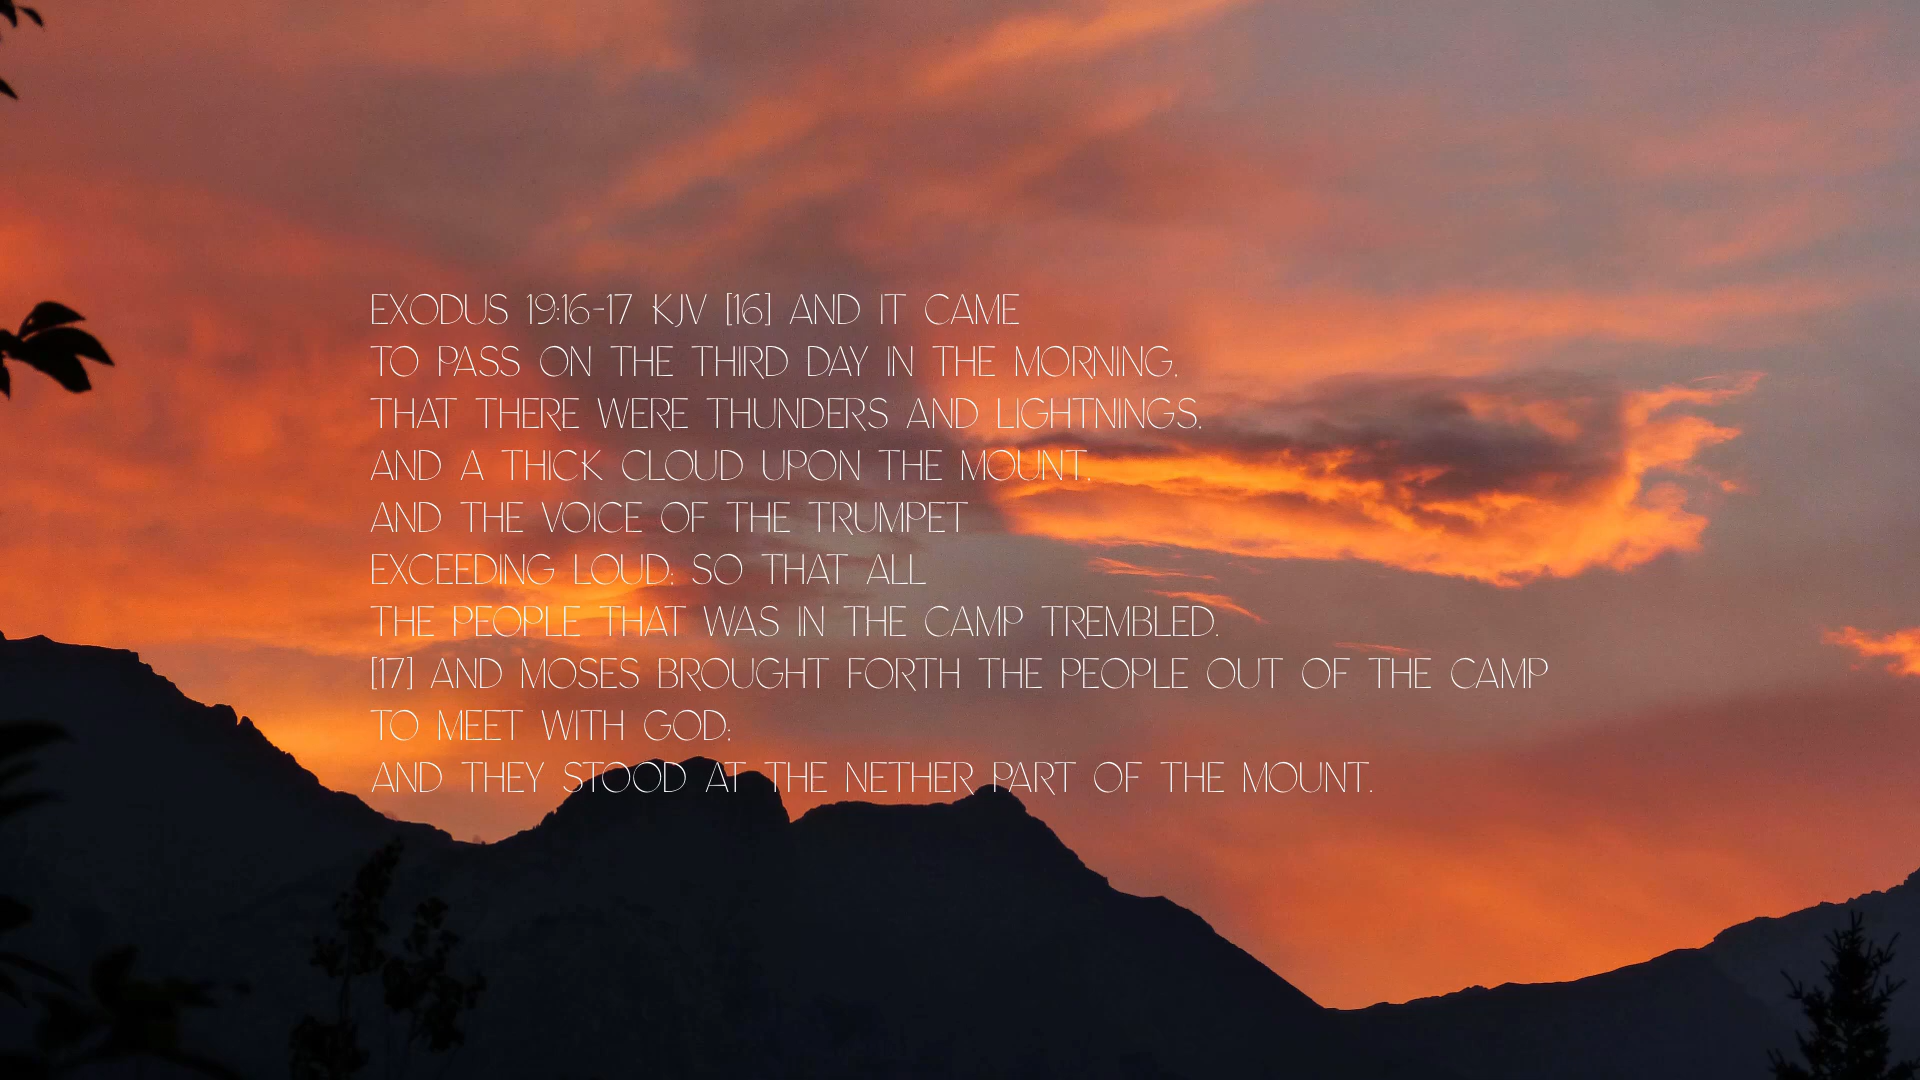 EXODUS 19:16-17 KJV [16] AND IT CAME
TO PASS ON THE THIRD DAY IN THE MORNING,
THAT THERE WERE THUNDERS AND LIGHTNINGS,
AND A THICK CLOUD UPON THE MOUNT,
AND THE VOICE OF THE TRUMPET
EXCEEDING LOUD; SO THAT ALL
THE PEOPLE THAT WAS IN THE CAMP TREMBLED.
[17] AND MOSES BROUGHT FORTH THE PEOPLE OUT OF THE CAMP
TO MEET WITH GOD;
AND THEY STOOD AT THE NETHER PART OF THE MOUNT.